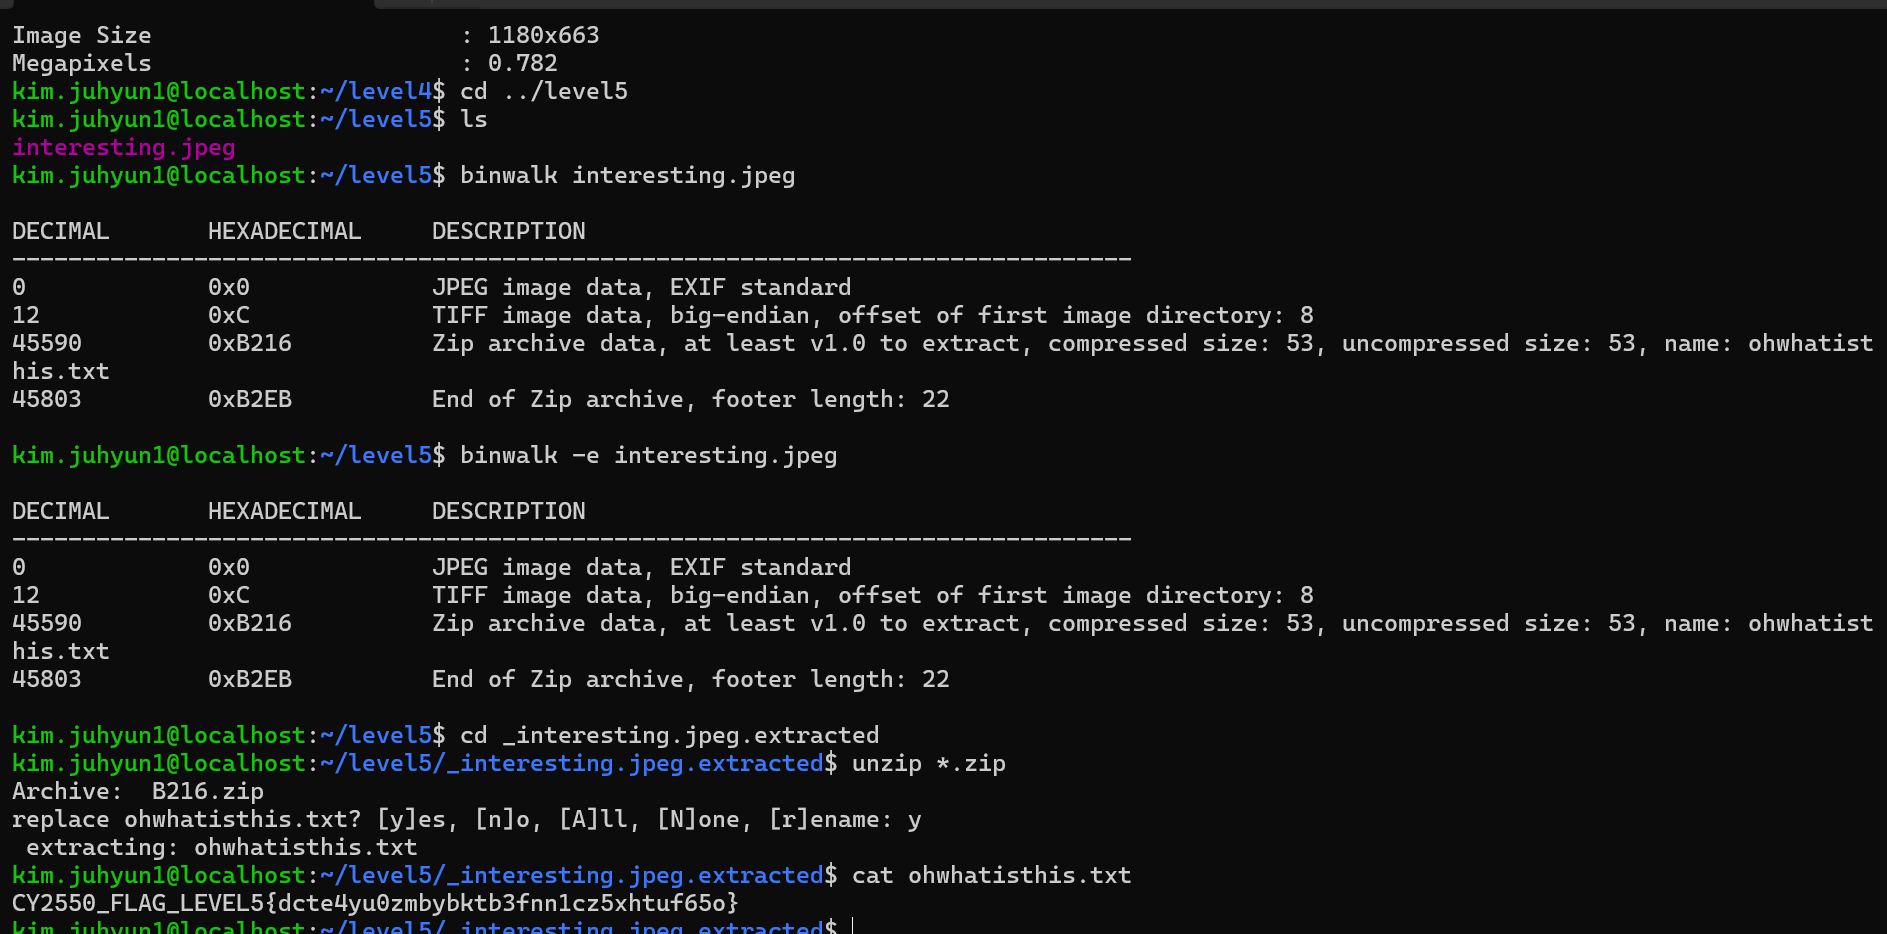 Image Size                      : 1180x663
Megapixels                      : 0.782
kim.juhyun1@localhost:~/level4$ cd ../level5
kim.juhyun1@localhost:~/level5$ ls
interesting.jpeg
kim.juhyun1@localhost:~/level5$ binwalk interesting.jpeg
DECIMAL       HEXADECIMAL     DESCRIPTION
--------------------------------------------------------------------------------
0             0x0             JPEG image data, EXIF standard
12            0xC             TIFF image data, big-endian, offset of first image directory: 8
45590         0xB216          Zip archive data, at least v1.0 to extract, compressed size: 53, uncompressed size: 53, name: ohwhatist
his.txt
45803         0xB2EB          End of Zip archive, footer length: 22
kim.juhyun1@localhost:~/level5$ binwalk -e interesting.jpeg
DECIMAL       HEXADECIMAL     DESCRIPTION
--------------------------------------------------------------------------------
0             0x0             JPEG image data, EXIF standard
12            0xC             TIFF image data, big-endian, offset of first image directory: 8
45590         0xB216          Zip archive data, at least v1.0 to extract, compressed size: 53, uncompressed size: 53, name: ohwhatist
his.txt
45803         0xB2EB          End of Zip archive, footer length: 22
kim.juhyun1@localhost:~/level5$ cd _interesting.jpeg.extracted
kim.juhyun1@localhost:~/level5/_interesting.jpeg.extracted$ unzip *.zip
Archive:  B216.zip
replace ohwhatisthis.txt? [y]es, [n]o, [A]ll, [N]one, [r]ename: y
 extracting: ohwhatisthis.txt
kim.juhyun1@localhost:~/level5/_interesting.jpeg.extracted$ cat ohwhatisthis.txt
CY2550_FLAG_LEVEL5{dcte4yu0zmbybktb3fnn1cz5xhtuf65o}
kim.juhyun1@localhost:~/level5/_interesting.jpeg.extracted$